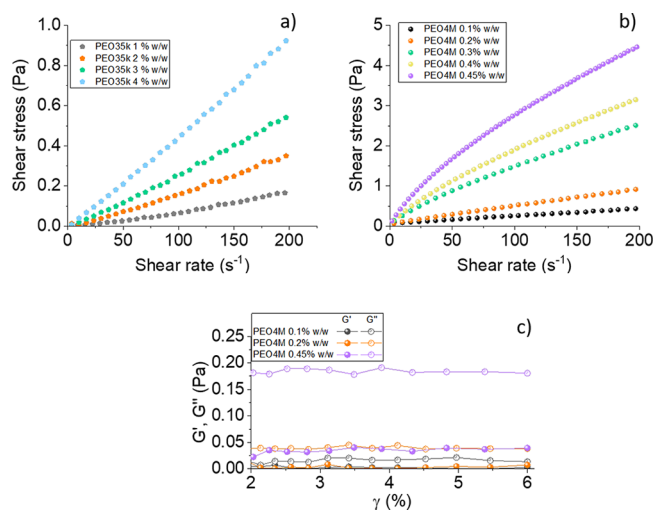 a)
PEO35k 1 % w/w
PEO35k 2 % w/w
PEO35k 3 % w/w
PEO35k 4 % w/w
Shear stress (Pa)
1.0
0.8
0.6
0.4
0.2
0.0
0 50 100 150 200
Shear rate (s⁻¹)
b)
PEO4M 0.1% w/w
PEO4M 0.2% w/w
PEO4M 0.3% w/w
PEO4M 0.4% w/w
PEO4M 0.45% w/w
Shear stress (Pa)
5
4
3
2
1
0
0 50 100 150 200
Shear rate (s⁻¹)
c)
G' G''
PEO4M 0.1% w/w
PEO4M 0.2% w/w
PEO4M 0.45% w/w
G', G'' (Pa)
0.25
0.20
0.15
0.10
0.05
0.00
2 3 4 5 6
γ (%)